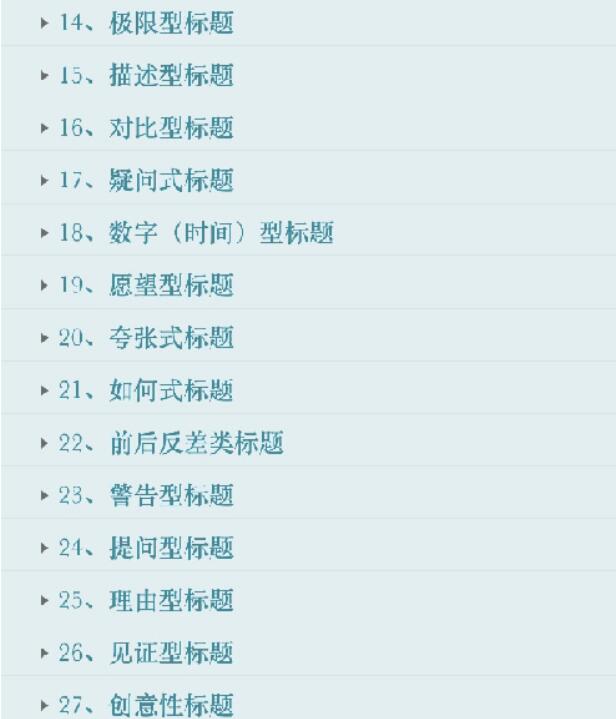 14、极限型标题
15、描述型标题
16、对比型标题
17、疑问式标题
18、数字（时间）型标题
19、愿望型标题
20、夸张式标题
21、如何式标题
22、前后反差类标题
23、警告型标题
24、提问型标题
25、理由型标题
26、见证型标题
27、创意性标题